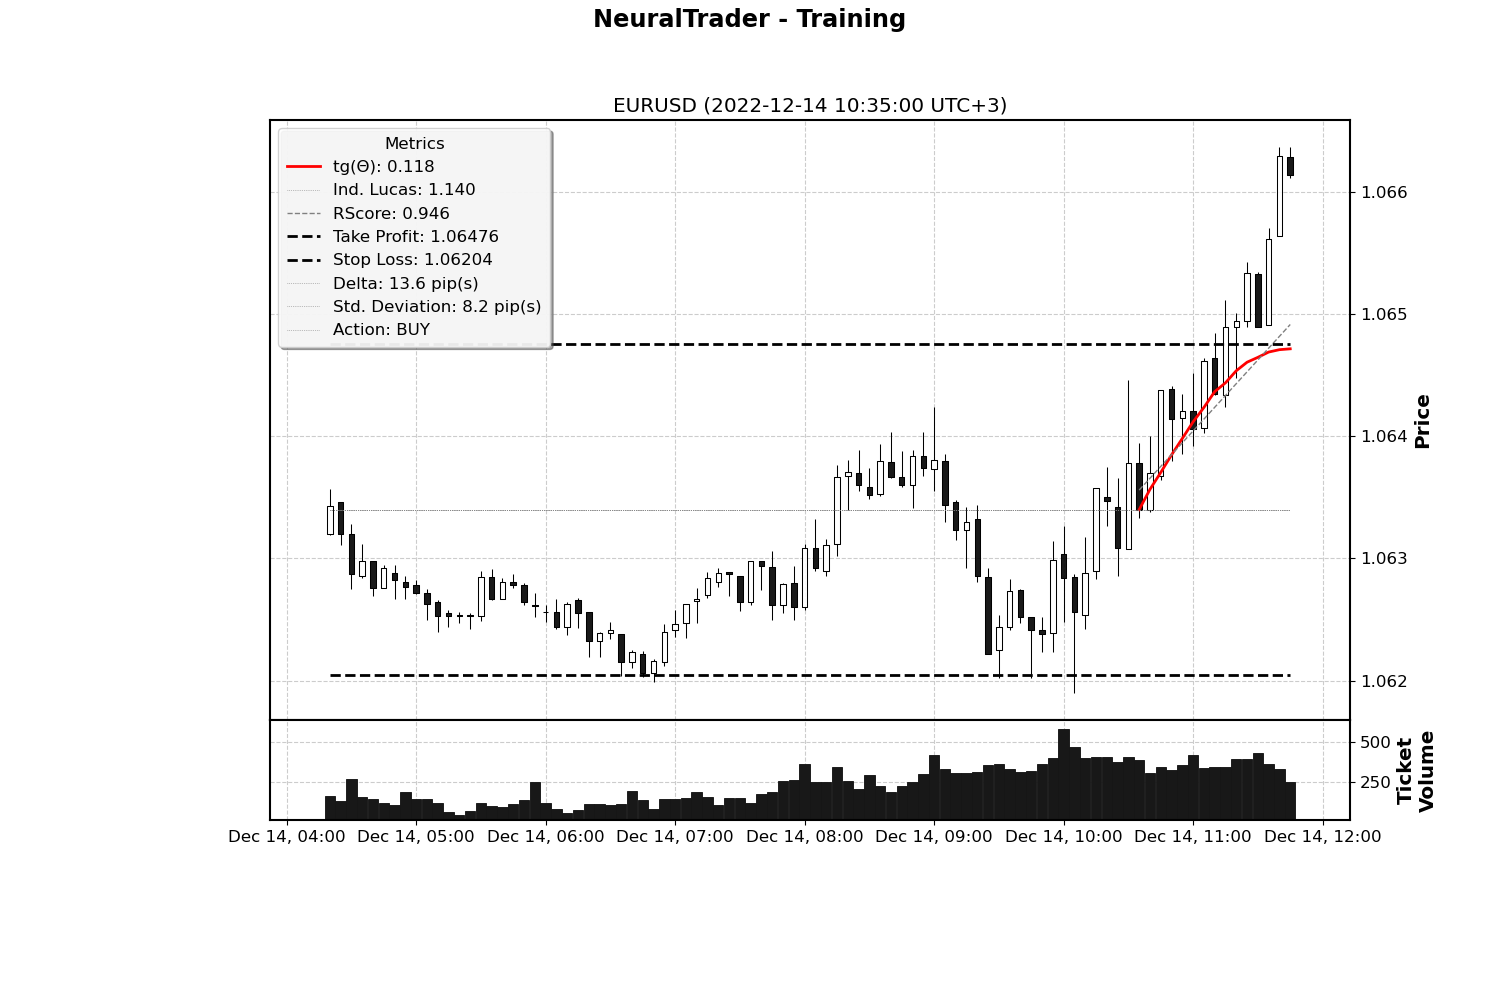 NeuralTrader - Training
EURUSD (2022-12-14 10:35:00 UTC+3)
Metrics
tg(Θ): 0.118
Ind. Lucas: 1.140
RScore: 0.946
Take Profit: 1.06476
Stop Loss: 1.06204
Delta: 13.6 pip(s)
Std. Deviation: 8.2 pip(s)
Action: BUY
1.066
1.065
1.064
1.063
1.062
Price
500
250
Ticket
Volume
Dec 14, 04:00 Dec 14, 05:00 Dec 14, 06:00 Dec 14, 07:00 Dec 14, 08:00 Dec 14, 09:00 Dec 14, 10:00 Dec 14, 11:00 Dec 14, 12:00